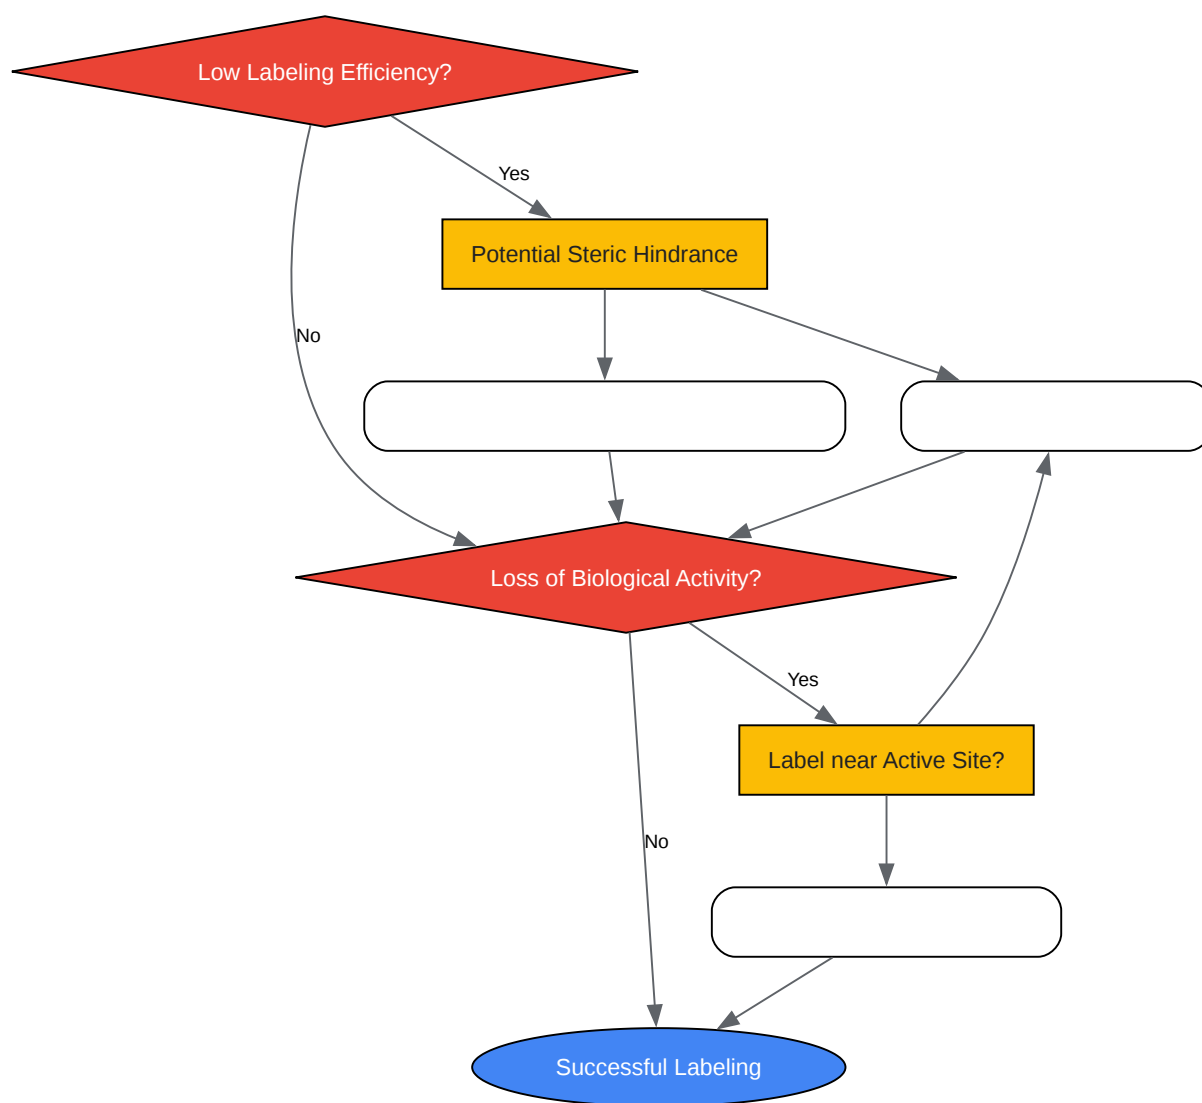 Low Labeling Efficiency?
Yes
Potential Steric Hindrance
No
Loss of Biological Activity?
Yes
Label near Active Site?
No
Successful Labeling